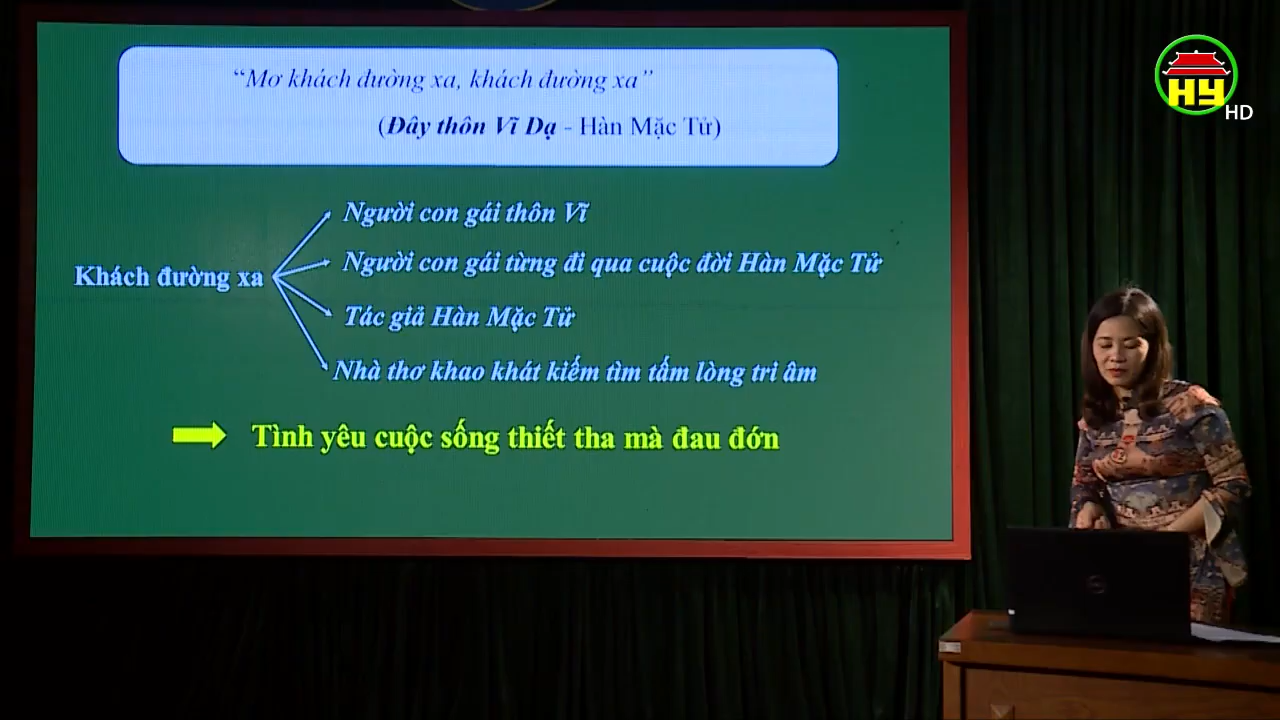 “Mơ khách đường xa, khách đường xa”
(Đây thôn Vĩ Dạ - Hàn Mặc Tử)
Khách đường xa
Người con gái thôn Vĩ
Người con gái từng đi qua cuộc đời Hàn Mặc Tử
Tác giả Hàn Mặc Tử
Nhà thơ khao khát kiếm tìm tấm lòng tri âm
Tình yêu cuộc sống thiết tha mà đau đớn
HY
HD